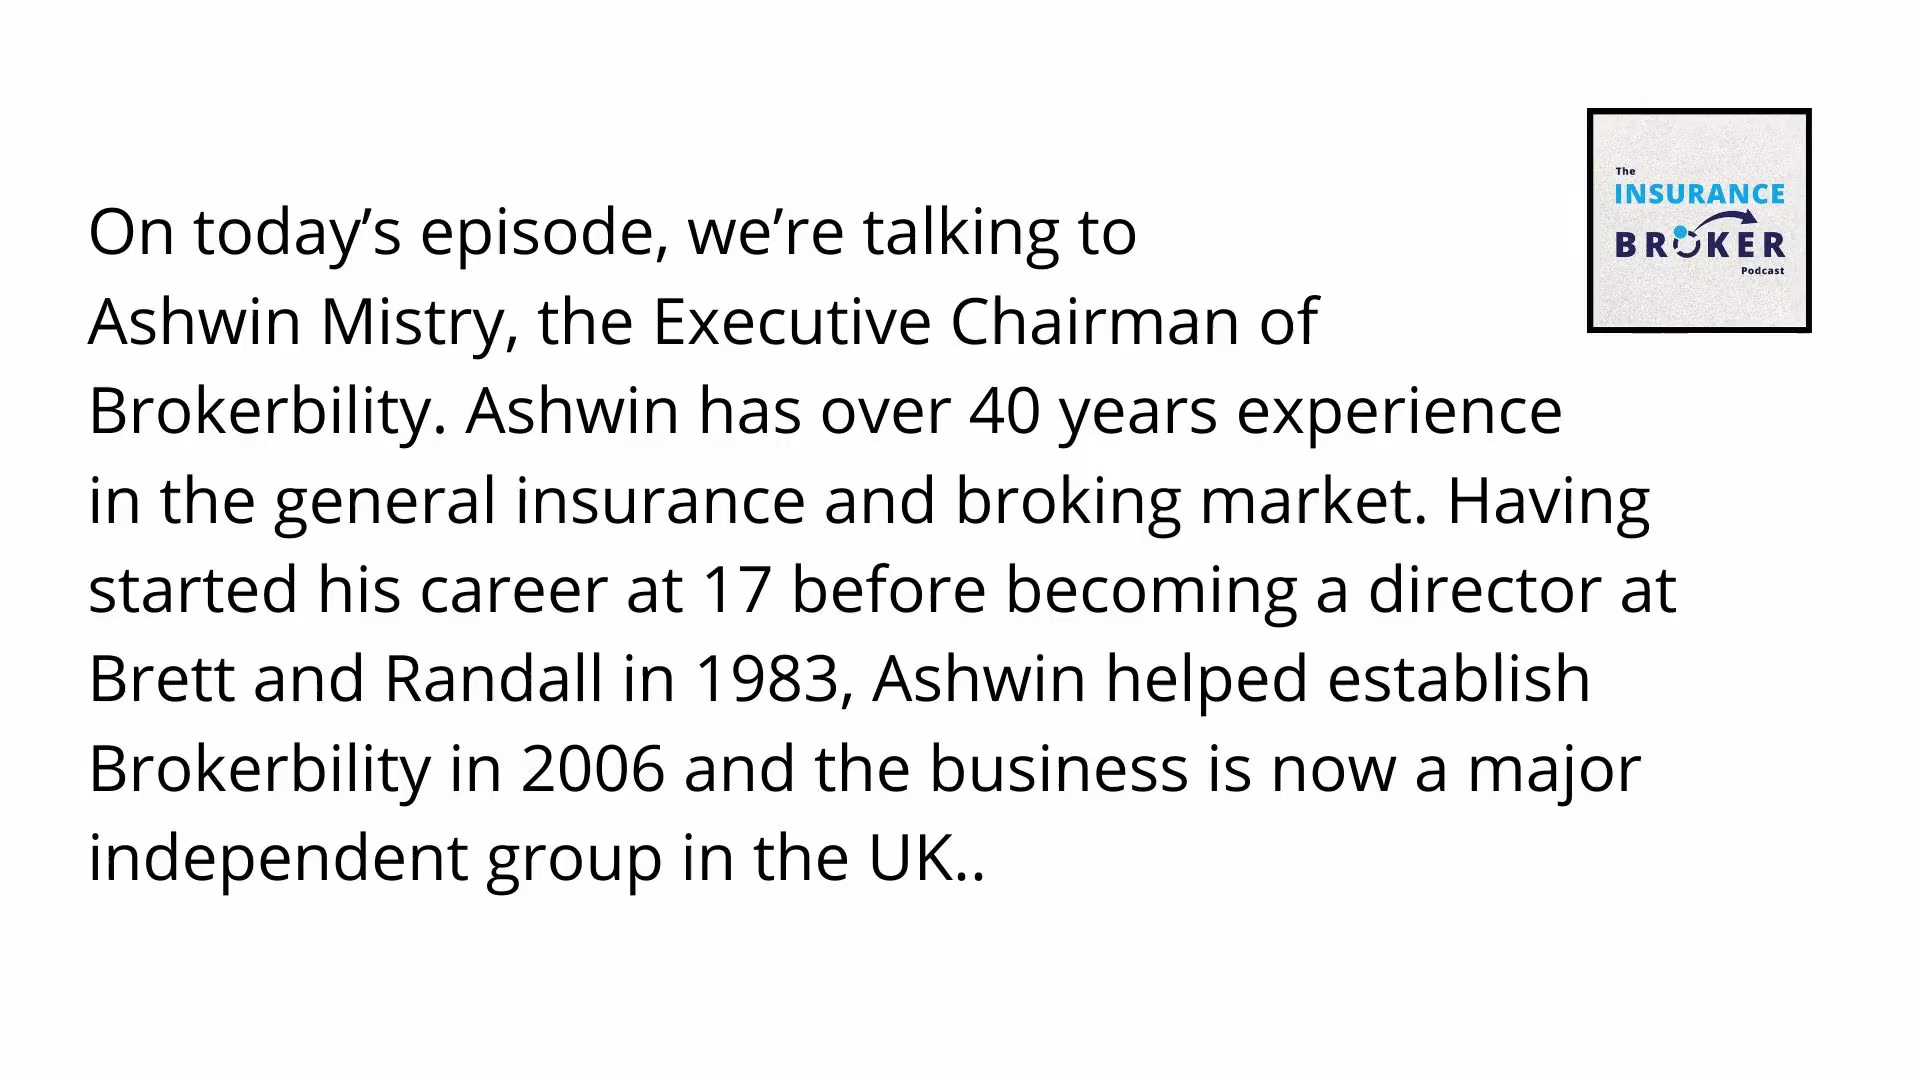 The
INSURANCE
BROKER
Podcast
On today’s episode, we’re talking to
Ashwin Mistry, the Executive Chairman of
Brokerbility. Ashwin has over 40 years experience
in the general insurance and broking market. Having
started his career at 17 before becoming a director at
Brett and Randall in 1983, Ashwin helped establish
Brokerbility in 2006 and the business is now a major
independent group in the UK..